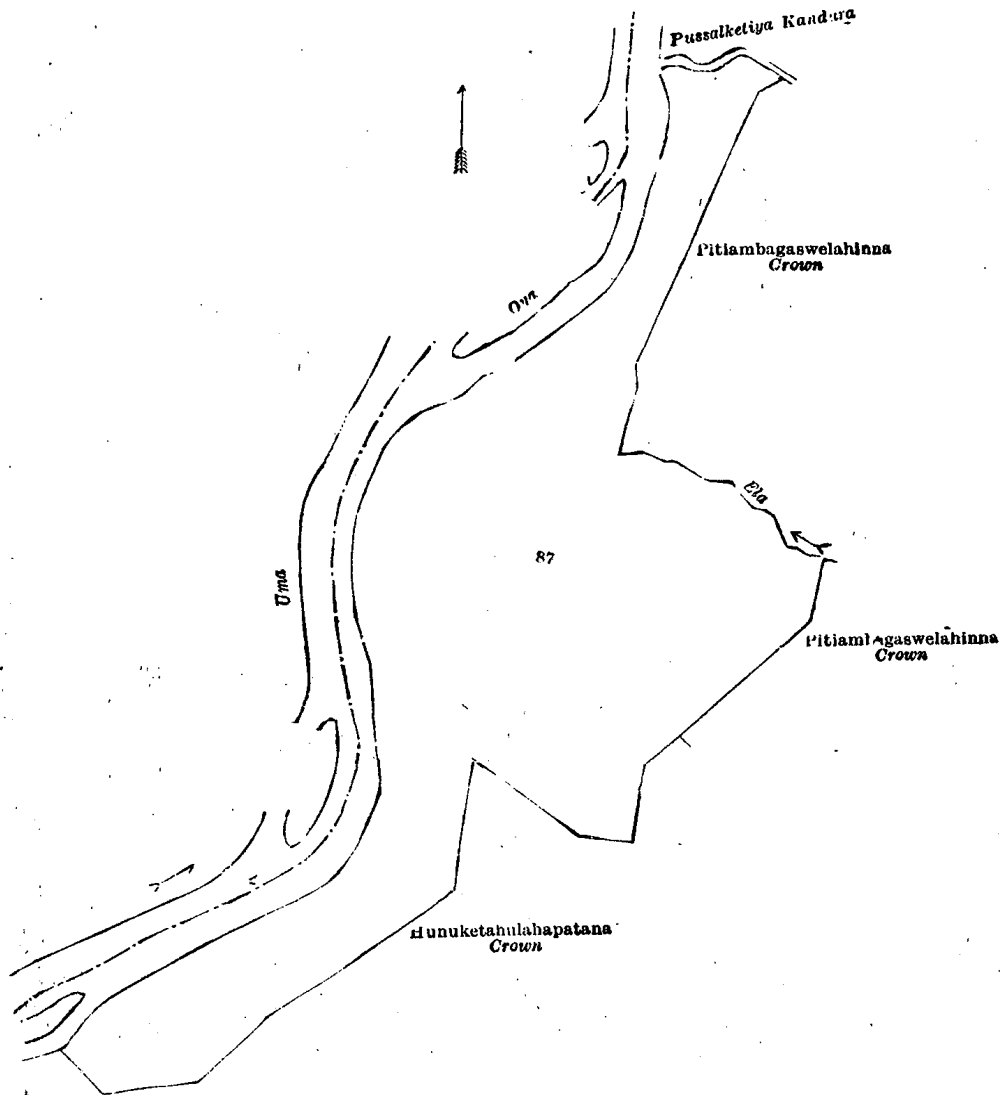 Pussalketiya Kandura
Pitiambagaswelahinna
Crown
Oya
Ela
87
Uma
Pitiambagaswelahinna
Crown
Hunuketahulahapatana
Crown